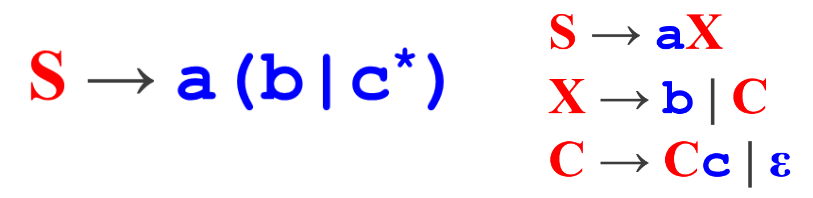 S → a(b|c*)
S → aX
X → b | C
C → Cc | ε